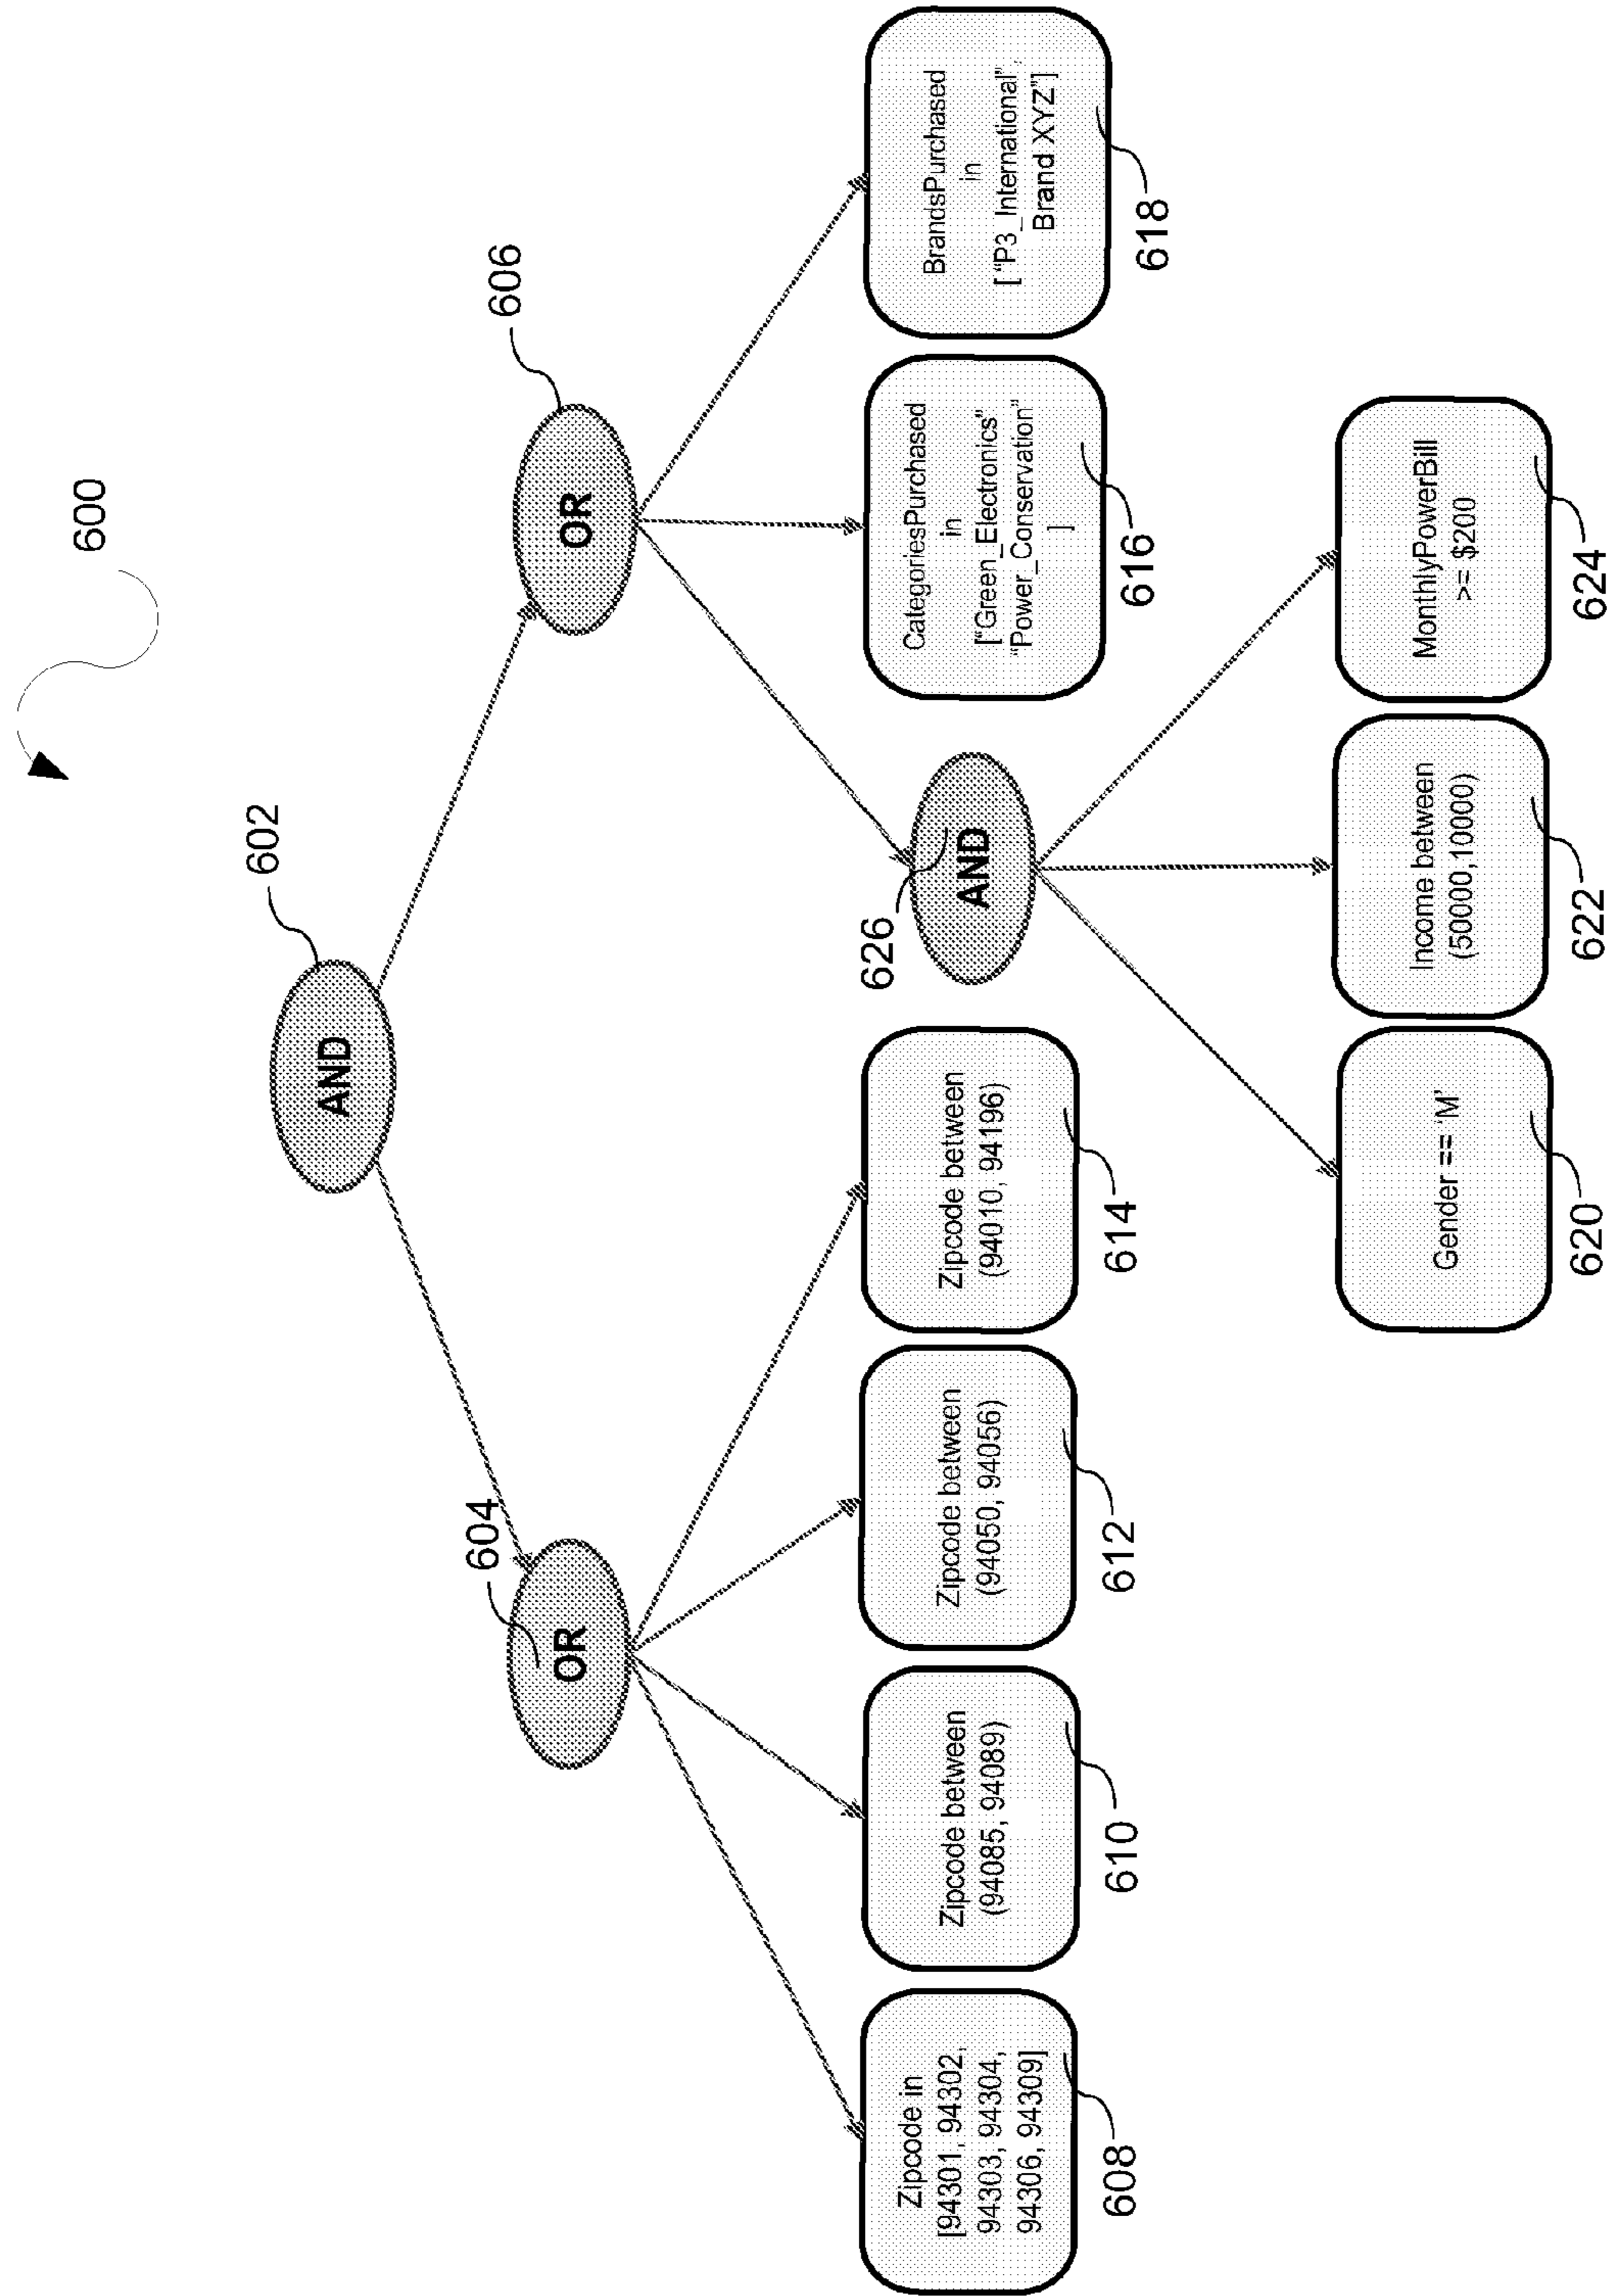 600
602
AND
604
OR
606
OR
Zipcode in
[94301, 94302,
94303, 94304,
94306, 94309]
608
Zipcode between
(94085, 94089)
610
Zipcode between
(94050, 94056)
612
Zipcode between
(94010, 94196)
614
626
AND
CategoriesPurchased
in
["Green_Electronics"
"Power_Conservation"
]
616
BrandsPurchased
in
[ "P3_International",
Brand XYZ"]
618
Gender == 'M'
620
Income between
(50000,10000)
622
MonthlyPowerBill
>= $200
624